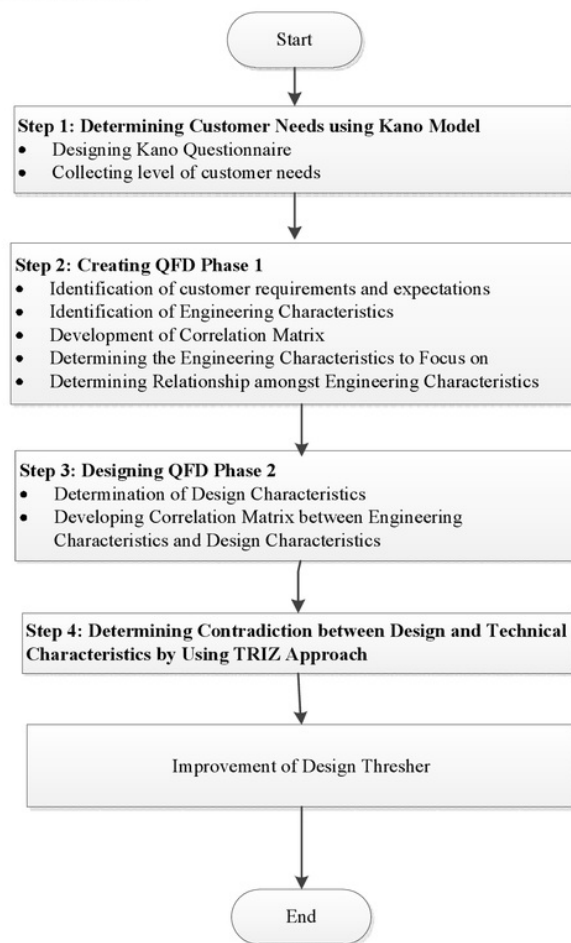 Start
Step 1: Determining Customer Needs using Kano Model
• Designing Kano Questionnaire
• Collecting level of customer needs
Step 2: Creating QFD Phase 1
• Identification of customer requirements and expectations
• Identification of Engineering Characteristics
• Development of Correlation Matrix
• Determining the Engineering Characteristics to Focus on
• Determining Relationship amongst Engineering Characteristics
Step 3: Designing QFD Phase 2
• Determination of Design Characteristics
• Developing Correlation Matrix between Engineering
Characteristics and Design Characteristics
Step 4: Determining Contradiction between Design and Technical
Characteristics by Using TRIZ Approach
Improvement of Design Thresher
End